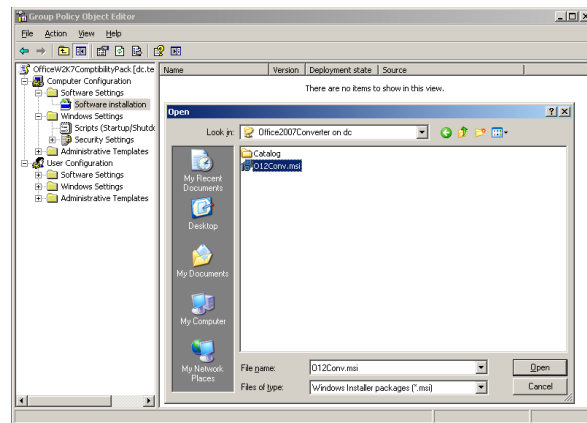 Group Policy Object Editor
File Action View Help
OfficeW2K7ComptibilityPack [dc.te
Computer Configuration
Software Settings
Software installation
Windows Settings
Scripts (Startup/Shutdo
Security Settings
Administrative Templates
User Configuration
Software Settings
Windows Settings
Administrative Templates
Name Version Deployment state Source
There are no items to show in this view.
Open
Look in: Office2007Converter on dc
Catalog
O12Conv.msi
My Recent
Documents
Desktop
My Documents
My Computer
My Network
Places
File name: O12Conv.msi Open
Files of type: Windows Installer packages (*.msi) Cancel